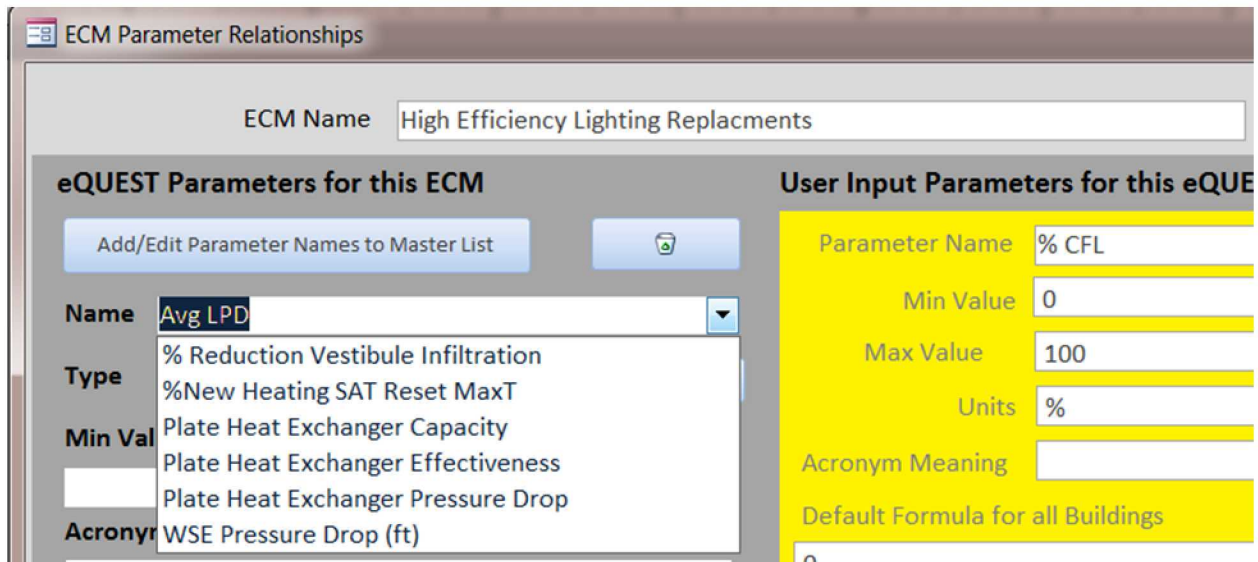 ECM Parameter Relationships
ECM Name High Efficiency Lighting Replacments
eQUEST Parameters for this ECM
Add/Edit Parameter Names to Master List
Name Avg LPD
% Reduction Vestibule Infiltration
Type
%New Heating SAT Reset MaxT
Plate Heat Exchanger Capacity
Min Val
Plate Heat Exchanger Effectiveness
Plate Heat Exchanger Pressure Drop
WSE Pressure Drop (ft)
User Input Parameters for this eQUE
Parameter Name % CFL
Min Value 0
Max Value 100
Units %
Acronym Meaning
Default Formula for all Buildings